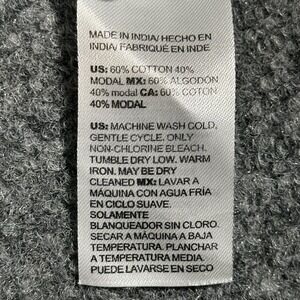 MADE IN INDIA/ HECHO EN
INDIA/ FABRIQUÉ EN INDE
US: 60% COTTON 40%
MODAL MX: 60% ALGODÓN
40% modal CA: 60% COTON
40% MODAL
US: MACHINE WASH COLD,
GENTLE CYCLE. ONLY
NON-CHLORINE BLEACH.
TUMBLE DRY LOW. WARM
IRON. MAY BE DRY
CLEANED MX: LAVAR A
MÁQUINA CON AGUA FRÍA
EN CICLO SUAVE.
SOLAMENTE
BLANQUEADOR SIN CLORO.
SECAR A MÁQUINA A BAJA
TEMPERATURA. PLANCHAR
A TEMPERATURA MEDIA.
PUEDE LAVARSE EN SECO